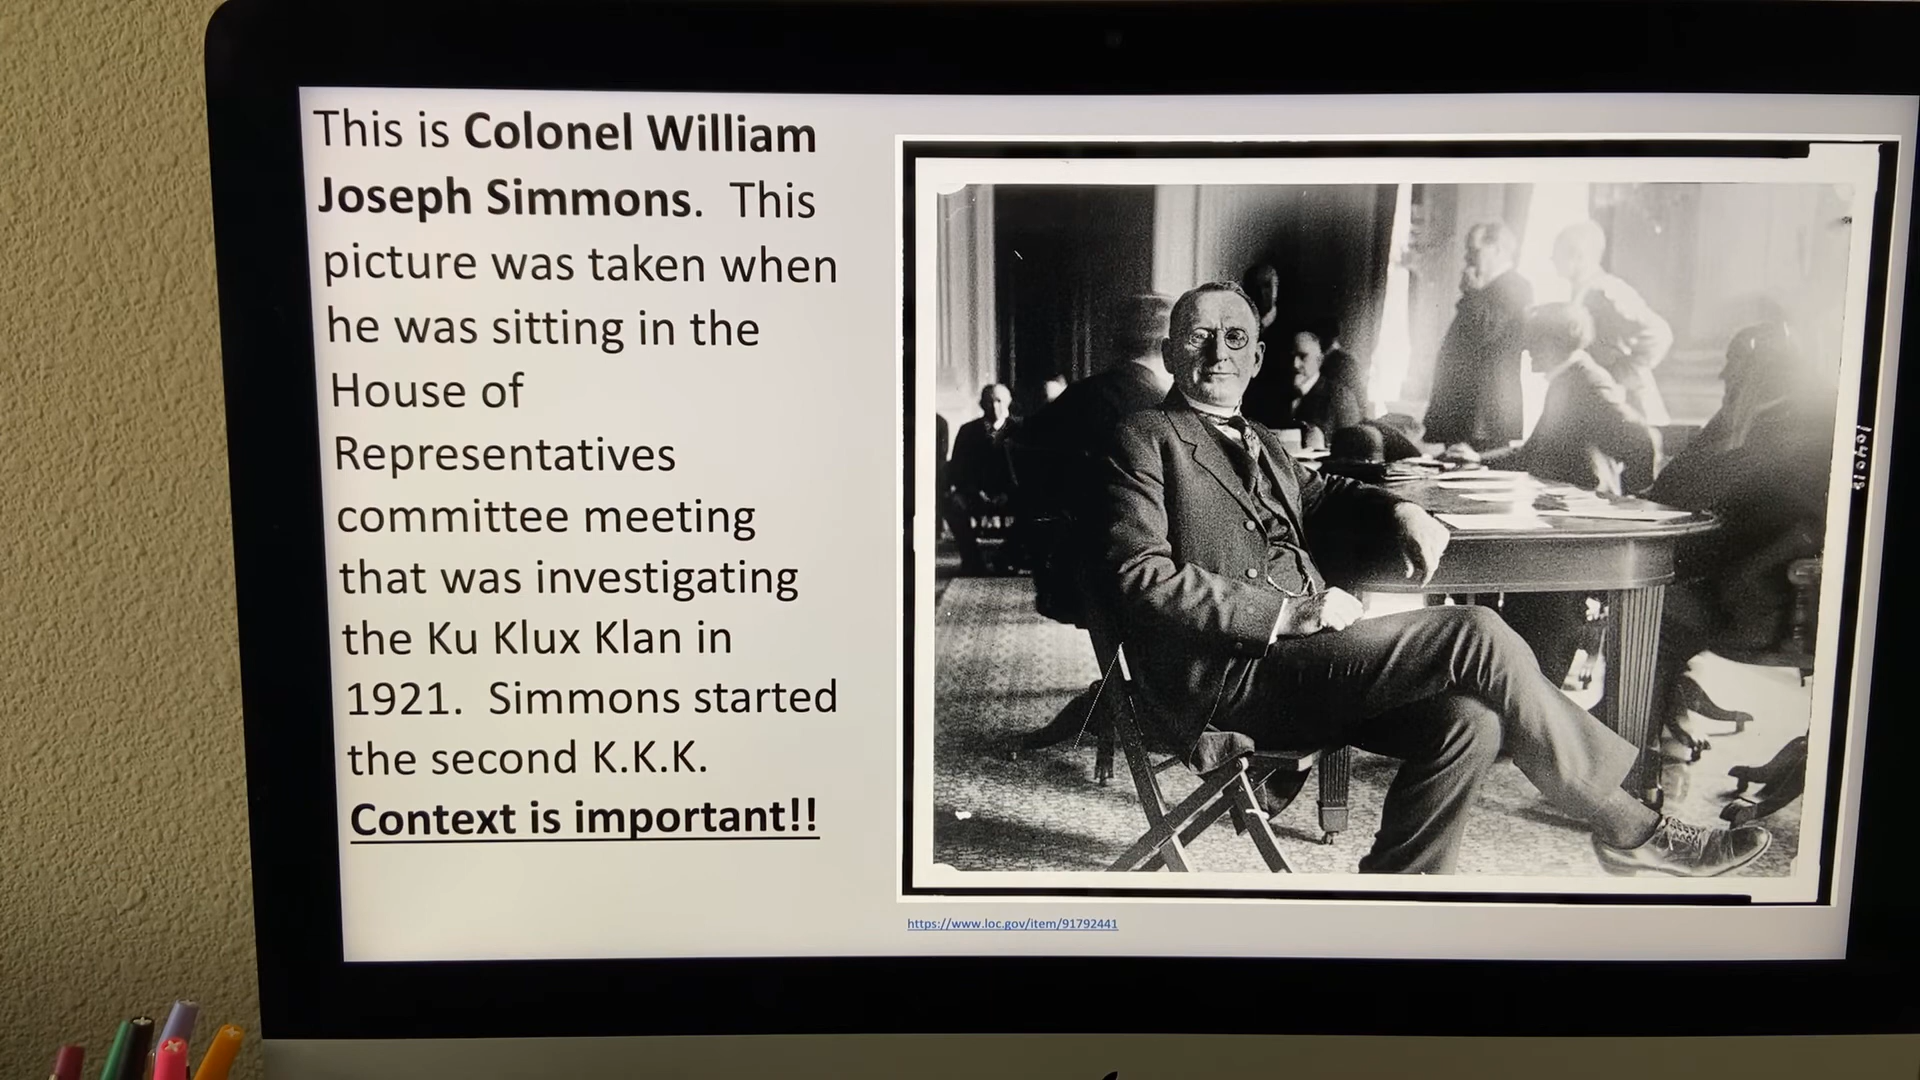 This is Colonel William
Joseph Simmons.  This
picture was taken when
he was sitting in the
House of
Representatives
committee meeting
that was investigating
the Ku Klux Klan in
1921.  Simmons started
the second K.K.K.
Context is important!!
https://www.loc.gov/item/91792441